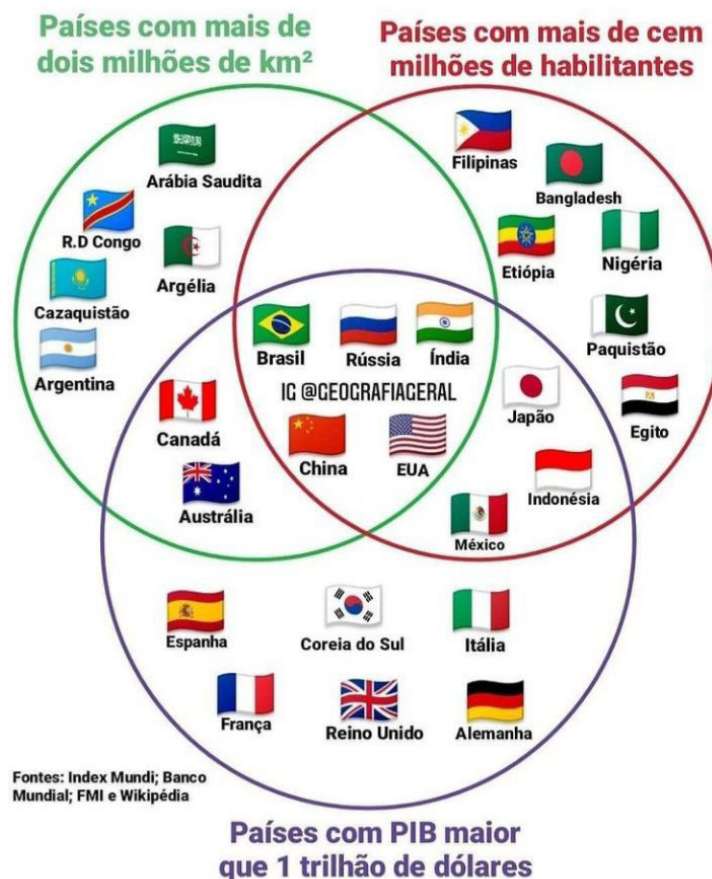 Países com mais de
dois milhões de km²
Países com mais de cem
milhões de habilitantes
Arábia Saudita
Filipinas
Bangladesh
R.D Congo
Argélia
Etiópia
Nigéria
Cazaquistão
Paquistão
Argentina
Brasil
Rússia
Índia
IG @GEOGRAFIAGERAL
Japão
Egito
Canadá
China
EUA
Indonésia
Austrália
México
Espanha
Coreia do Sul
Itália
França
Reino Unido
Alemanha
Fontes: Index Mundi; Banco
Mundial; FMI e Wikipédia
Países com PIB maior
que 1 trilhão de dólares